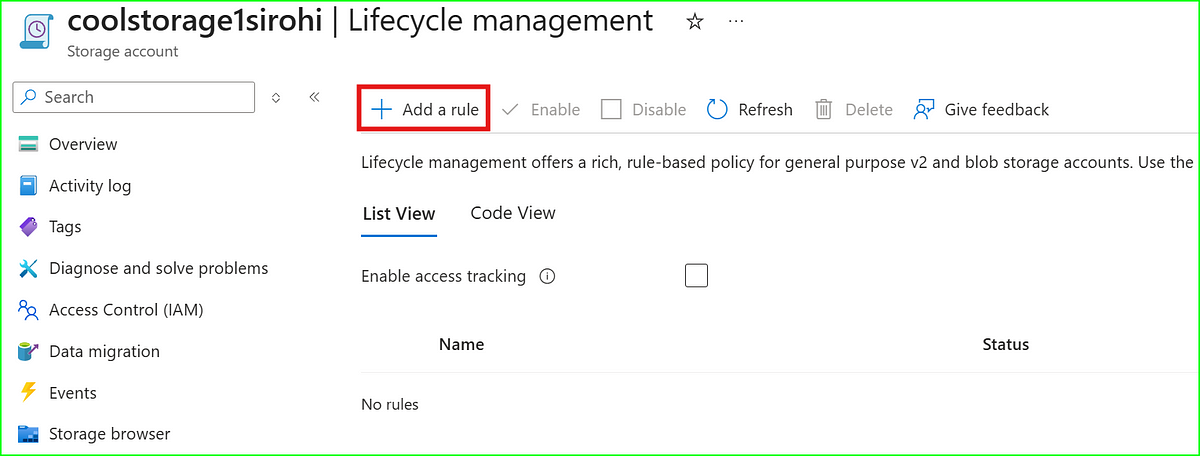 coolstorage1sirohi | Lifecycle management
Storage account
Search
Overview
Activity log
Tags
Diagnose and solve problems
Access Control (IAM)
Data migration
Events
Storage browser
Add a rule Enable Disable Refresh Delete Give feedback
Lifecycle management offers a rich, rule-based policy for general purpose v2 and blob storage accounts. Use the
List View Code View
Enable access tracking
Name Status
No rules